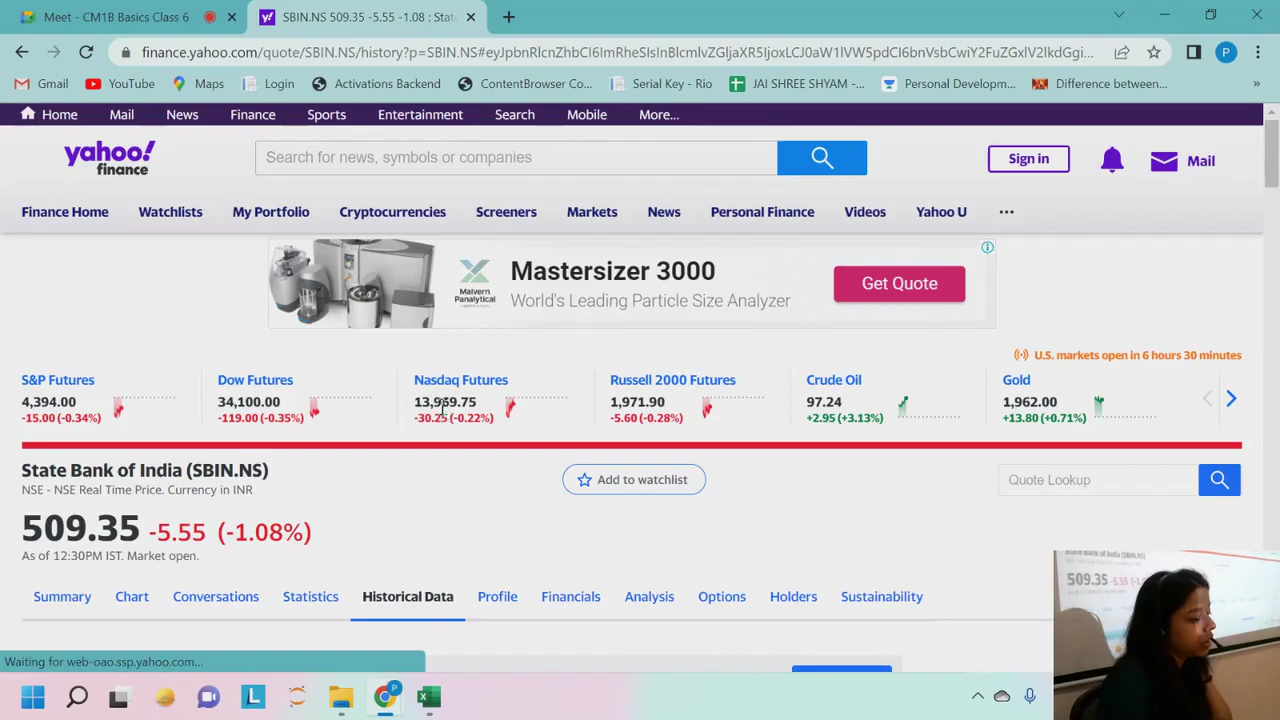 Meet - CM1B Basics Class 6
SBIN.NS 509.35 -5.55 -1.08 : Stat
finance.yahoo.com/quote/SBIN.NS/history?p=SBIN.NS#eyJpbnRlcnZhbCI6ImRheSIsInBlcmlvZGljaXR5IjoxLCJ0aW1lVW5pdCI6bnVsbCwiY2FuZGxlV2lkdGgi...
Gmail YouTube Maps Login Activations Backend ContentBrowser Co... Serial Key - Rio JAI SHREE SHYAM -... Personal Developm... Difference between... »
Home Mail News Finance Sports Entertainment Search Mobile More...
yahoo!
finance
Search for news, symbols or companies
Sign in
Mail
Finance Home Watchlists My Portfolio Cryptocurrencies Screeners Markets News Personal Finance Videos Yahoo U ...
Malvern
Panalytical
Mastersizer 3000
World's Leading Particle Size Analyzer
Get Quote
U.S. markets open in 6 hours 30 minutes
S&P Futures Dow Futures Nasdaq Futures Russell 2000 Futures Crude Oil Gold
4,394.00 34,100.00 13,969.75 1,971.90 97.24 1,962.00
-15.00 (-0.34%) -119.00 (-0.35%) -30.25 (-0.22%) -5.60 (-0.28%) +2.95 (+3.13%) +13.80 (+0.71%)
State Bank of India (SBIN.NS)
NSE - NSE Real Time Price. Currency in INR
Add to watchlist
Quote Lookup
509.35 -5.55 (-1.08%)
As of 12:30PM IST. Market open.
Summary Chart Conversations Statistics Historical Data Profile Financials Analysis Options Holders Sustainability
Waiting for web-oao.ssp.yahoo.com...